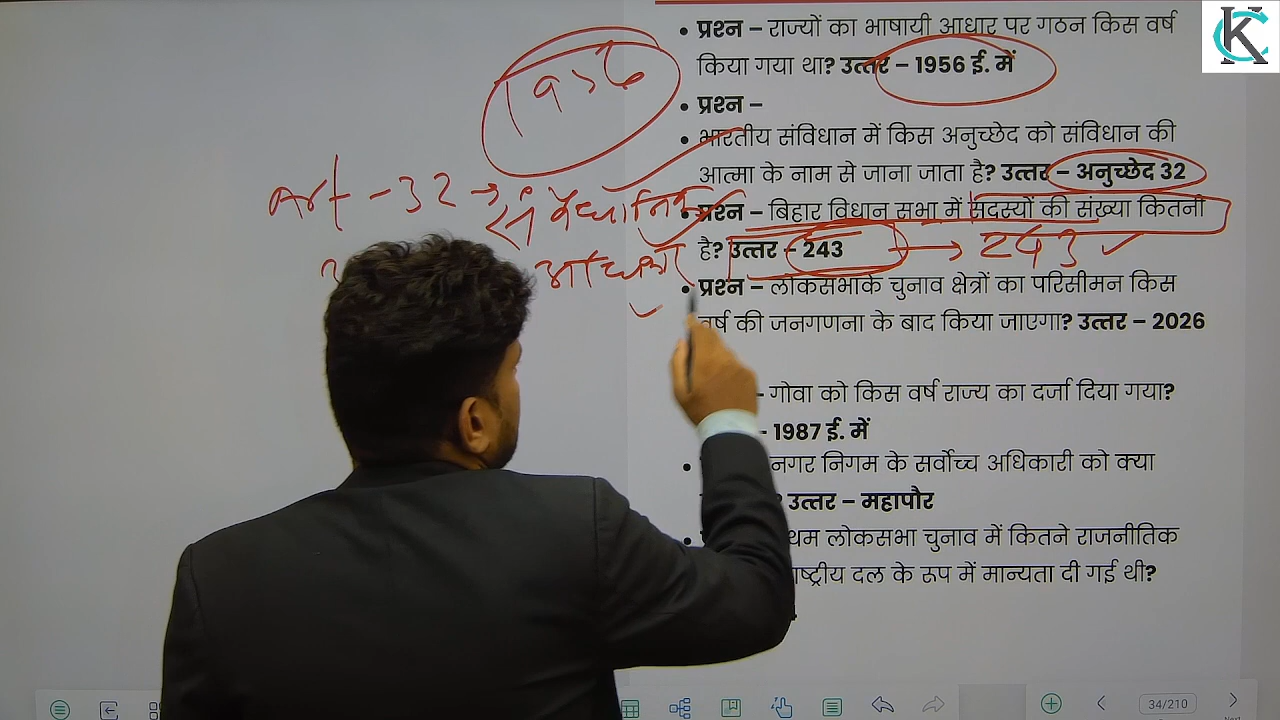 प्रश्न – राज्यों का भाषायी आधार पर गठन किस वर्ष
किया गया था? उत्तर – 1956 ई. में
1956
प्रश्न –
भारतीय संविधान में किस अनुच्छेद को संविधान की
आत्मा के नाम से जाना जाता है? उत्तर – अनुच्छेद 32
Art - 32 → संवैधानिक
प्रश्न – बिहार विधान सभा में सदस्यों की संख्या कितनी
है? उत्तर – 243 → 243
प्रश्न – लोकसभाके चुनाव क्षेत्रों का परिसीमन किस
वर्ष की जनगणना के बाद किया जाएगा? उत्तर – 2026
– गोवा को किस वर्ष राज्य का दर्जा दिया गया?
– 1987 ई. में
नगर निगम के सर्वोच्च अधिकारी को क्या
उत्तर – महापौर
लोकसभा चुनाव में कितने राजनीतिक
दल के रूप में मान्यता दी गई थी?
34/210
Next
KC